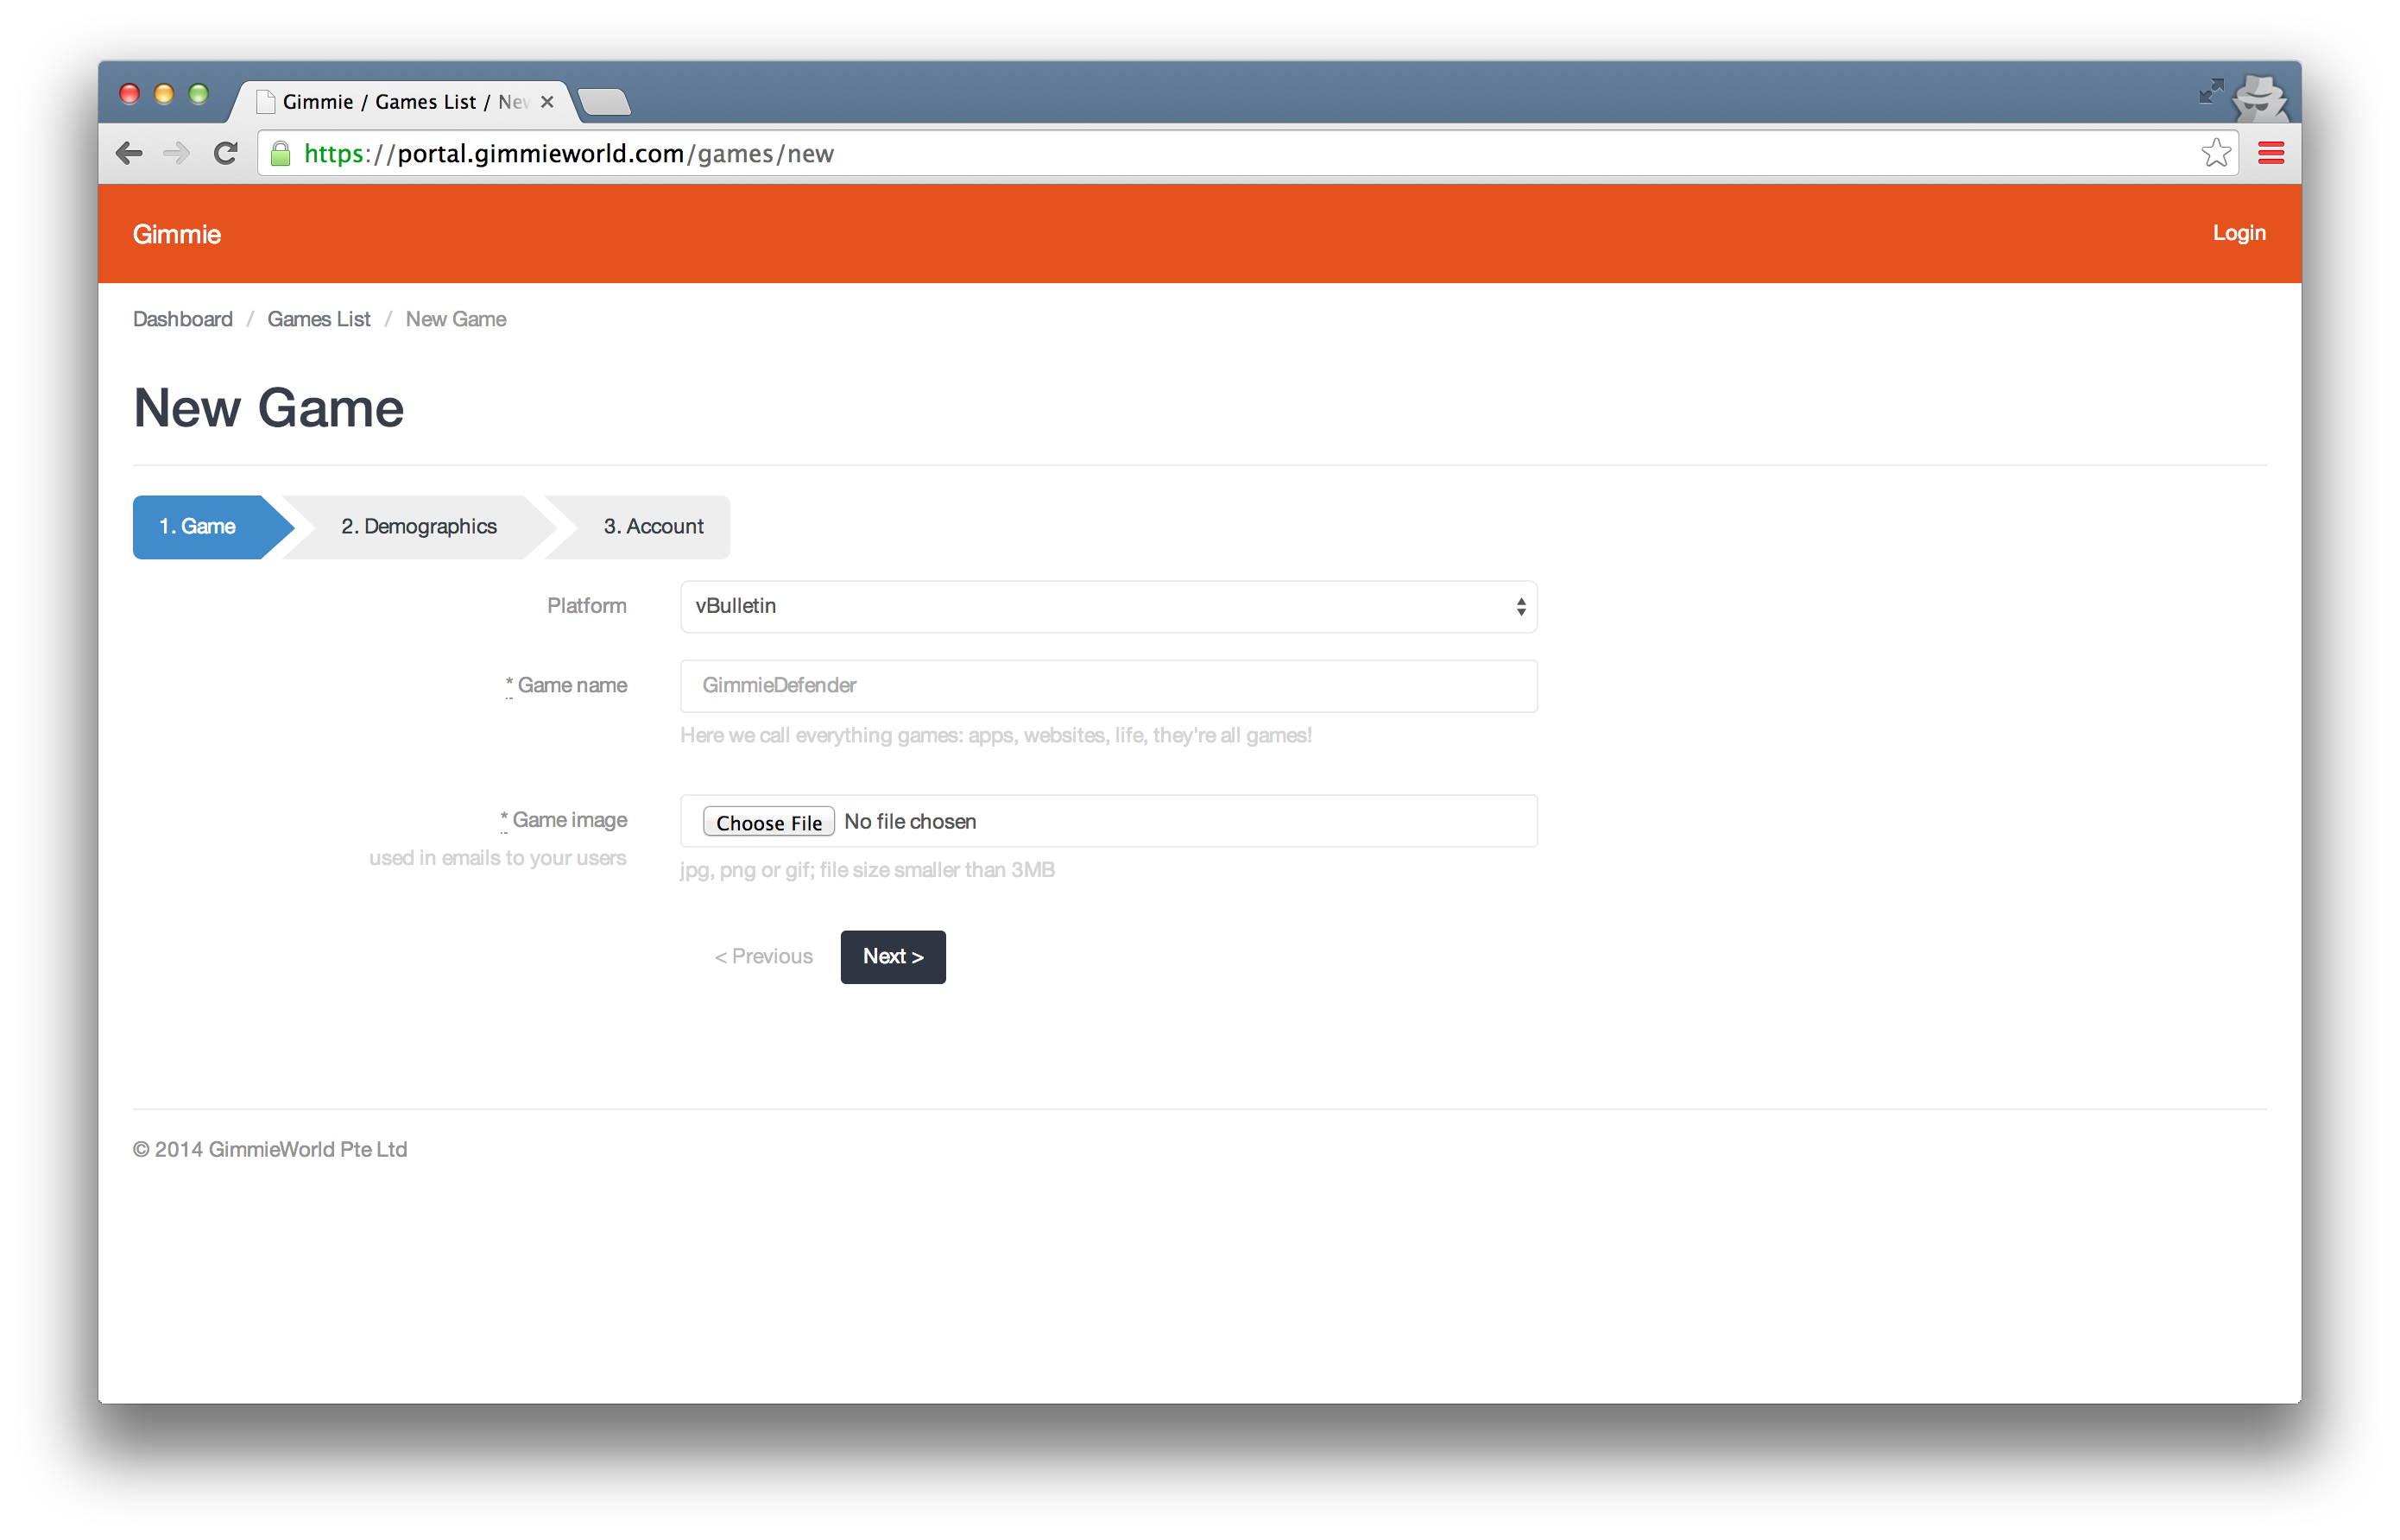 Gimmie / Games List / New
https://portal.gimmieworld.com/games/new
Gimmie
Login
Dashboard / Games List / New Game
New Game
1. Game
2. Demographics
3. Account
Platform
vBulletin
* Game name
GimmieDefender
Here we call everything games: apps, websites, life, they're all games!
* Game image
used in emails to your users
Choose File No file chosen
jpg, png or gif; file size smaller than 3MB
< Previous
Next >
© 2014 GimmieWorld Pte Ltd